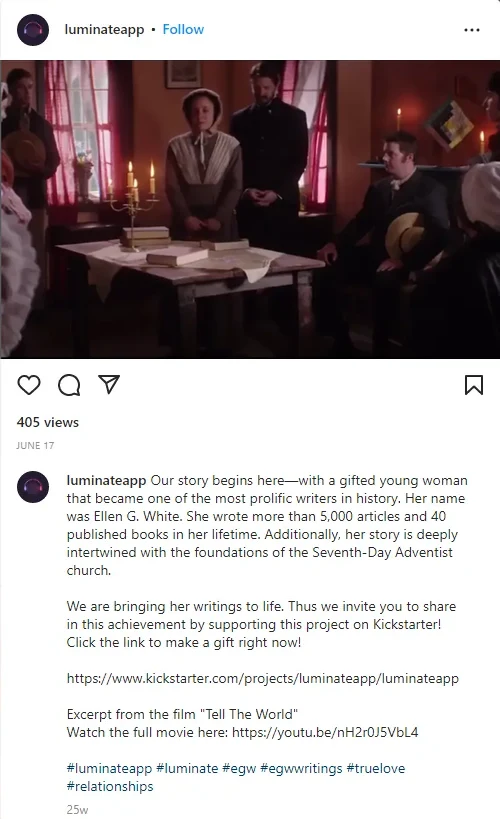 luminateapp • Follow
405 views
JUNE 17
luminateapp Our story begins here—with a gifted young woman
that became one of the most prolific writers in history. Her name
was Ellen G. White. She wrote more than 5,000 articles and 40
published books in her lifetime. Additionally, her story is deeply
intertwined with the foundations of the Seventh-Day Adventist
church.
We are bringing her writings to life. Thus we invite you to share
in this achievement by supporting this project on Kickstarter!
Click the link to make a gift right now!
https://www.kickstarter.com/projects/luminateapp/luminateapp
Excerpt from the film "Tell The World"
Watch the full movie here: https://youtu.be/nH2r0J5VbL4
#luminateapp #luminate #egw #egwwritings #truelove
#relationships
25w